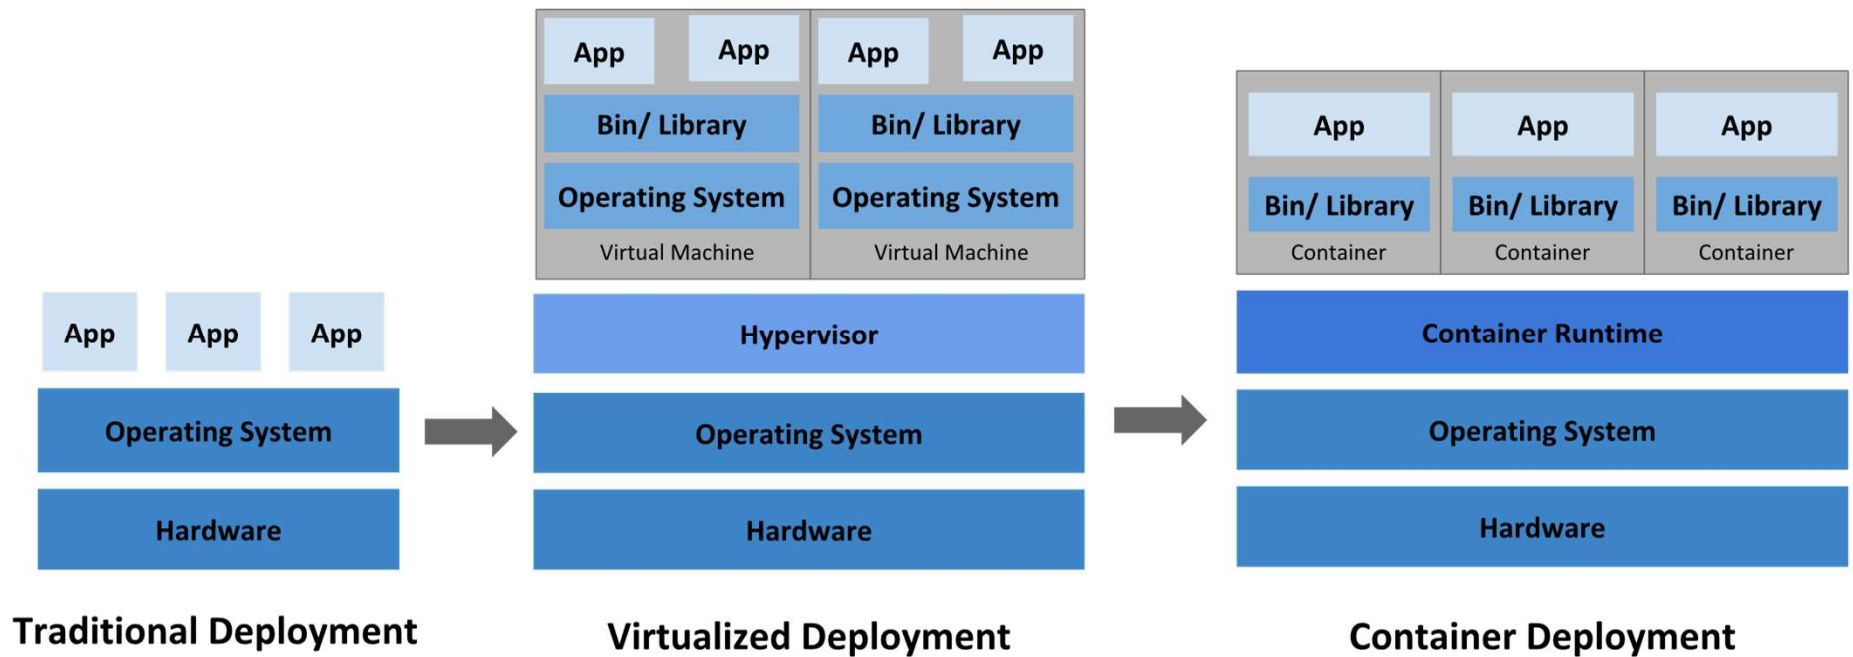 App
App
App
Operating System
Hardware
Traditional Deployment
App
App
App
App
Bin/ Library
Bin/ Library
Operating System
Operating System
Virtual Machine
Virtual Machine
Hypervisor
Operating System
Hardware
Virtualized Deployment
App
App
App
Bin/ Library
Bin/ Library
Bin/ Library
Container
Container
Container
Container Runtime
Operating System
Hardware
Container Deployment